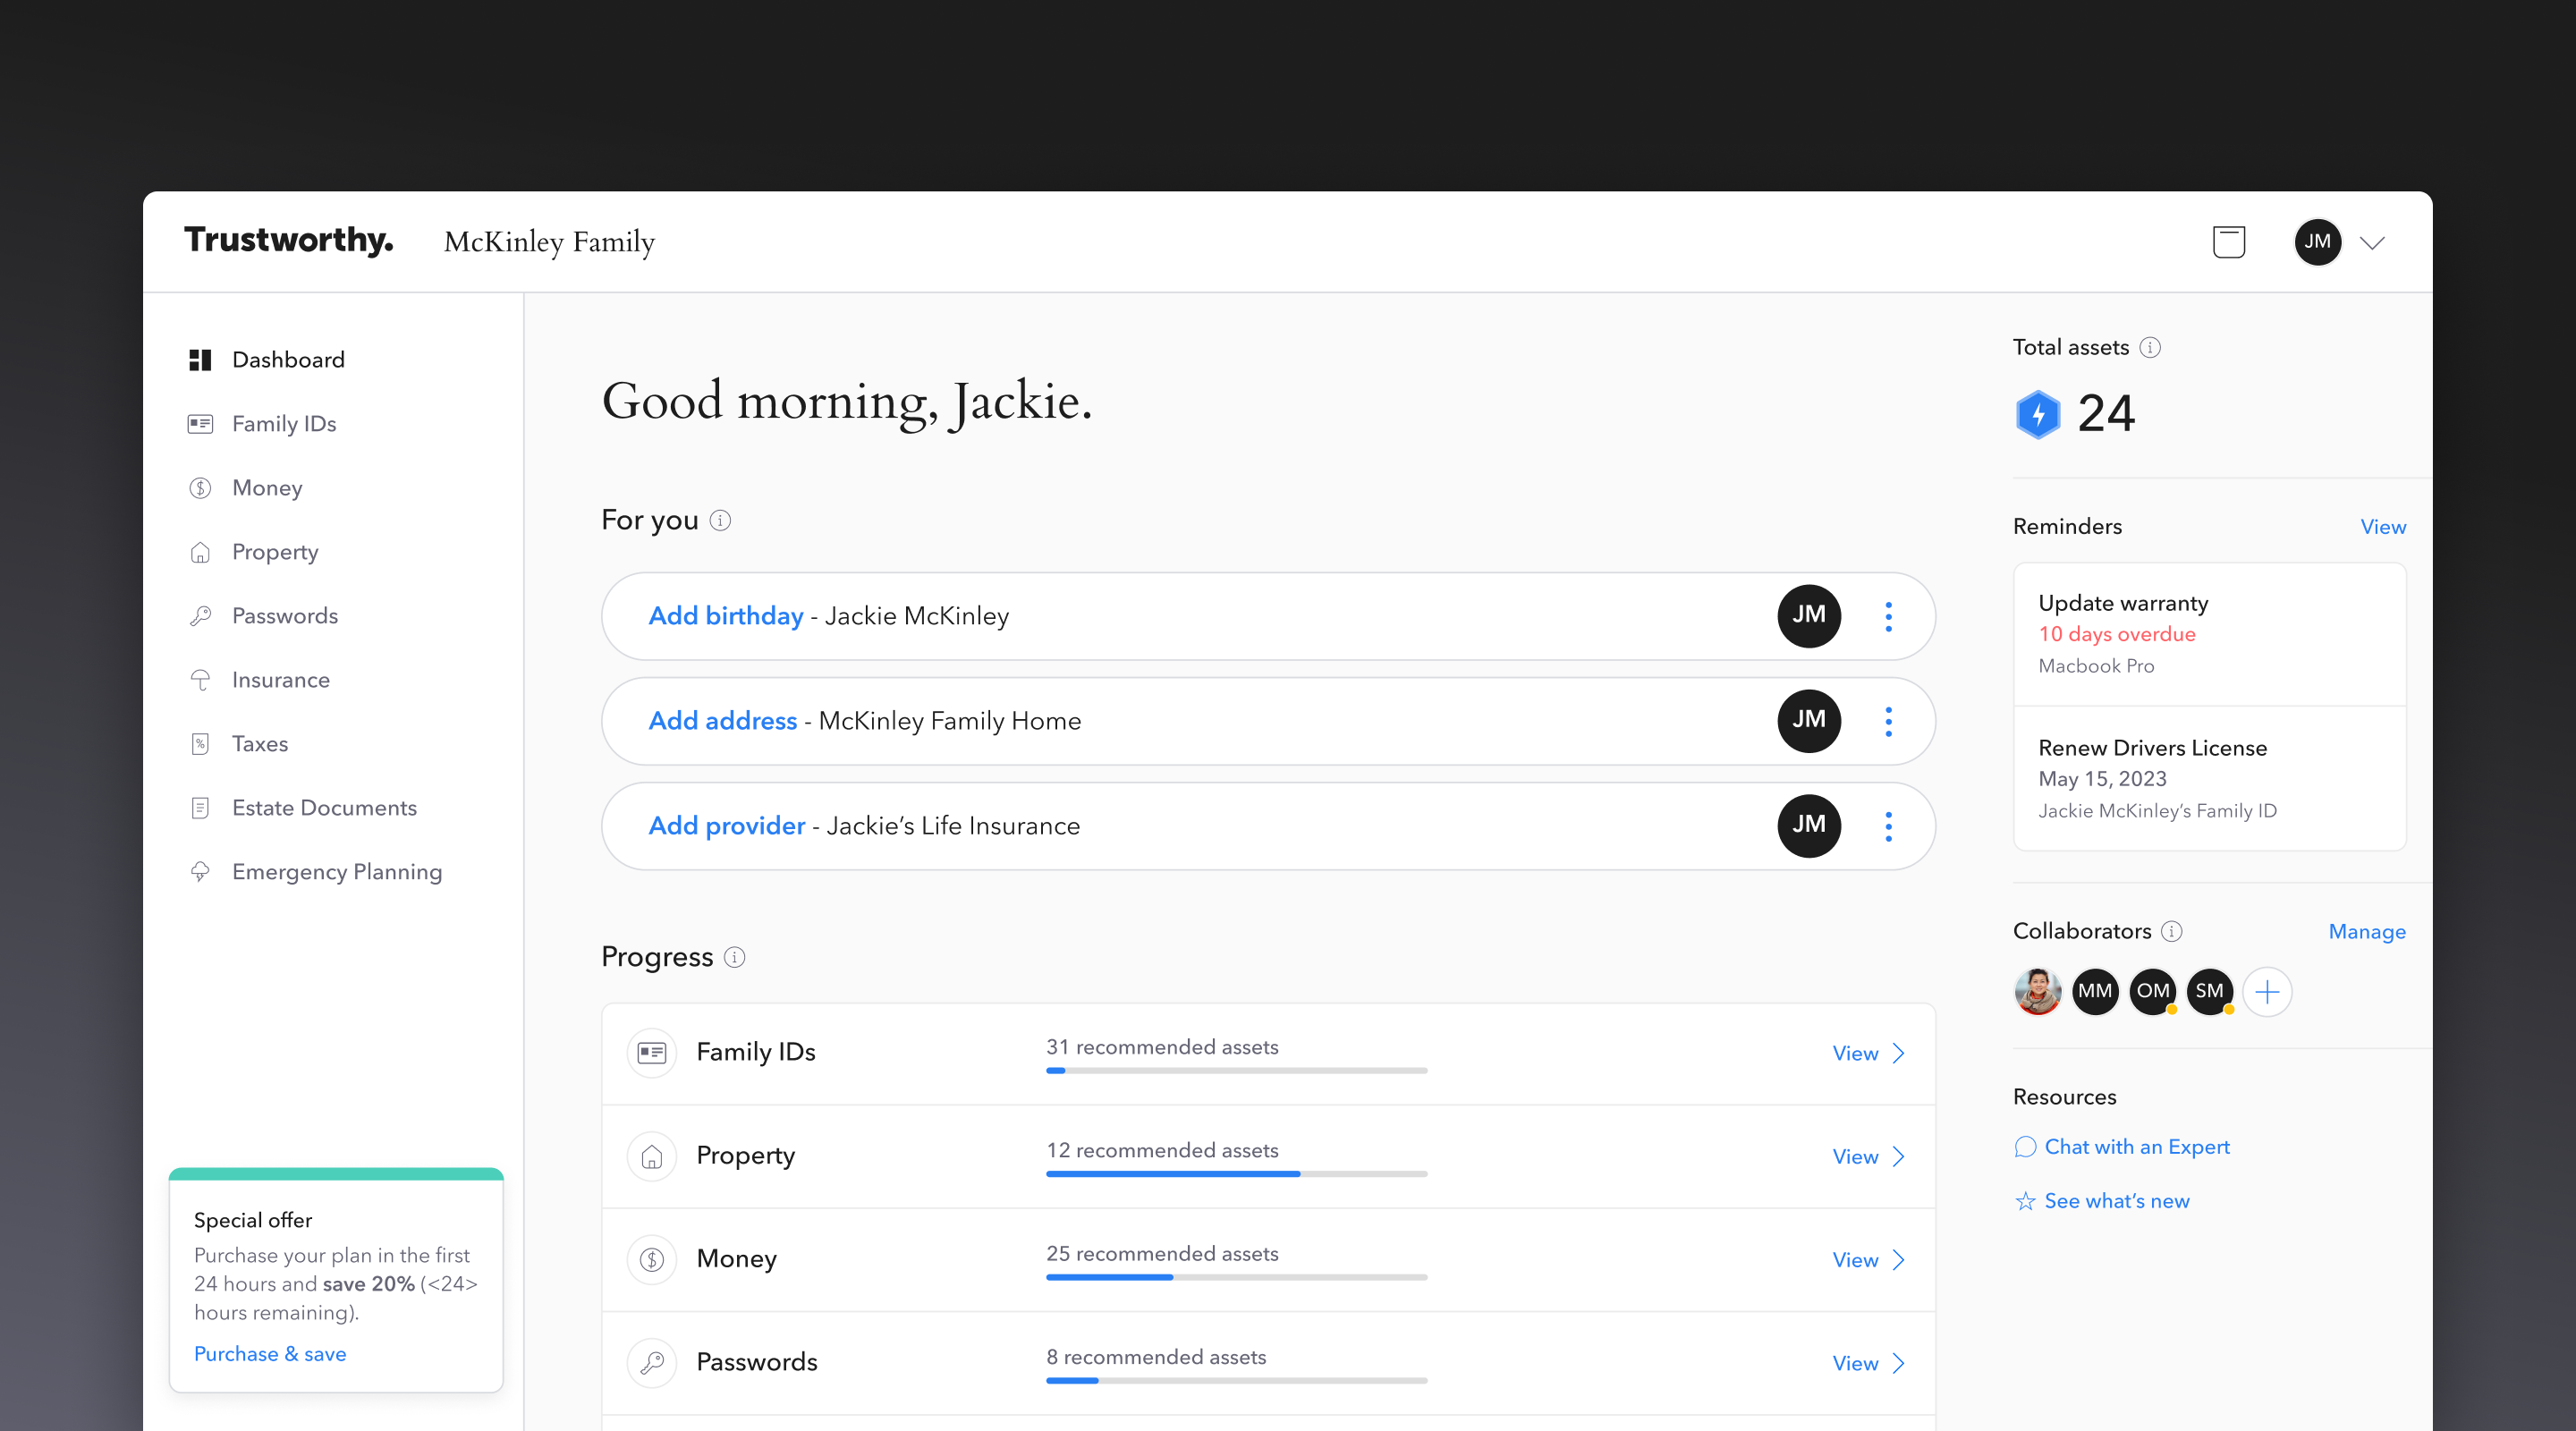 Trustworthy.
McKinley Family
JM
Dashboard
Family IDs
Money
Property
Passwords
Insurance
Taxes
Estate Documents
Emergency Planning
Special offer
Purchase your plan in the first
24 hours and save 20% (<24>
hours remaining).
Purchase & save
Good morning, Jackie.
For you
Add birthday - Jackie McKinley
JM
Add address - McKinley Family Home
JM
Add provider - Jackie’s Life Insurance
JM
Progress
Family IDs
31 recommended assets
View
Property
12 recommended assets
View
Money
25 recommended assets
View
Passwords
8 recommended assets
View
Total assets
24
Reminders
View
Update warranty
10 days overdue
Macbook Pro
Renew Drivers License
May 15, 2023
Jackie McKinley’s Family ID
Collaborators
Manage
MM
OM
SM
Resources
Chat with an Expert
See what’s new